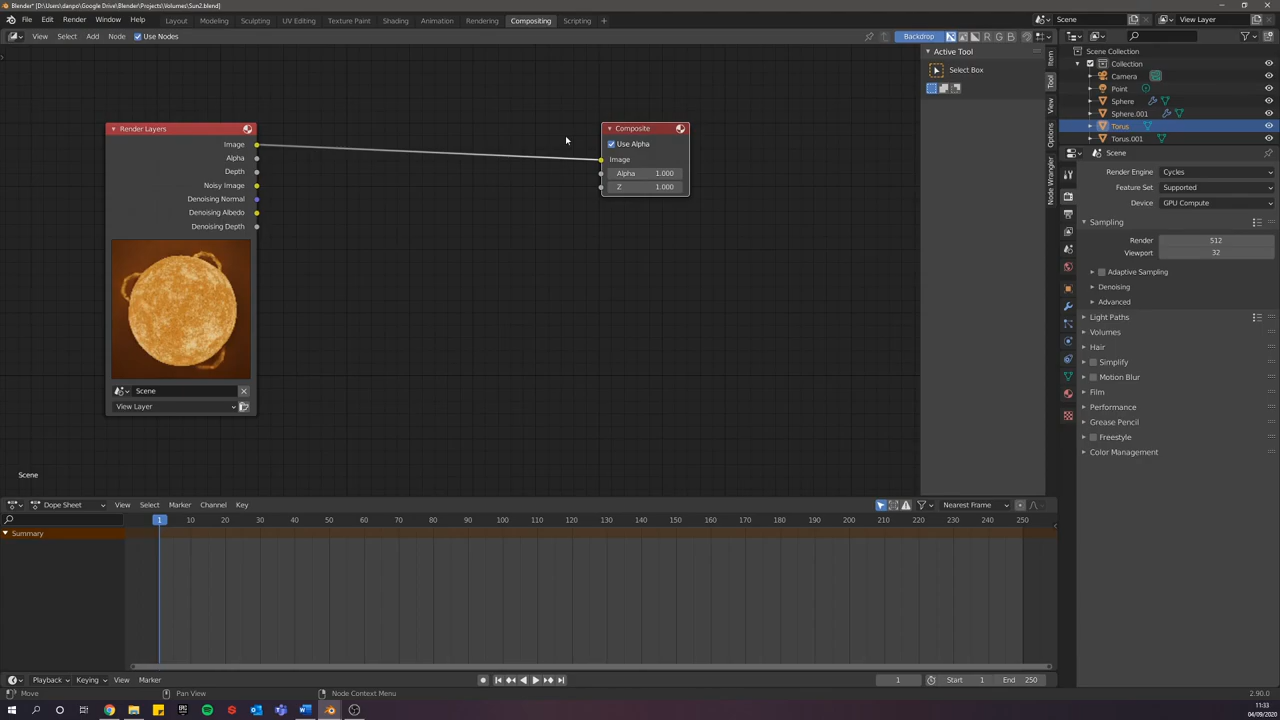 Blender* [D:\Users\danpo\Google Drive\Blender\Projects\Volumes\Sun2.blend]
File Edit Render Window Help Layout Modeling Sculpting UV Editing Texture Paint Shading Animation Rendering Compositing Scripting Scene View Layer
View Select Add Node Use Nodes Backdrop R G B
Active Tool
Select Box
Item
Tool
View
Options
Node Wrangler
Scene Collection
Collection
Camera
Point
Sphere
Sphere.001
Torus
Torus.001
Scene
Render Engine Cycles
Feature Set Supported
Device GPU Compute
Sampling
Render 512
Viewport 32
Adaptive Sampling
Denoising
Advanced
Light Paths
Volumes
Hair
Simplify
Motion Blur
Film
Performance
Grease Pencil
Freestyle
Color Management
Render Layers
Image
Alpha
Depth
Noisy Image
Denoising Normal
Denoising Albedo
Denoising Depth
Scene
View Layer
Composite
Use Alpha
Image
Alpha 1.000
Z 1.000
Scene
Dope Sheet View Select Marker Channel Key Nearest Frame
1 10 20 30 40 50 60 70 80 90 100 110 120 130 140 150 160 170 180 190 200 210 220 230 240 250
Summary
Playback Keying View Marker 1 Start 1 End 250
Move Pan View Node Context Menu 2.90.0
11:33
04/09/2020